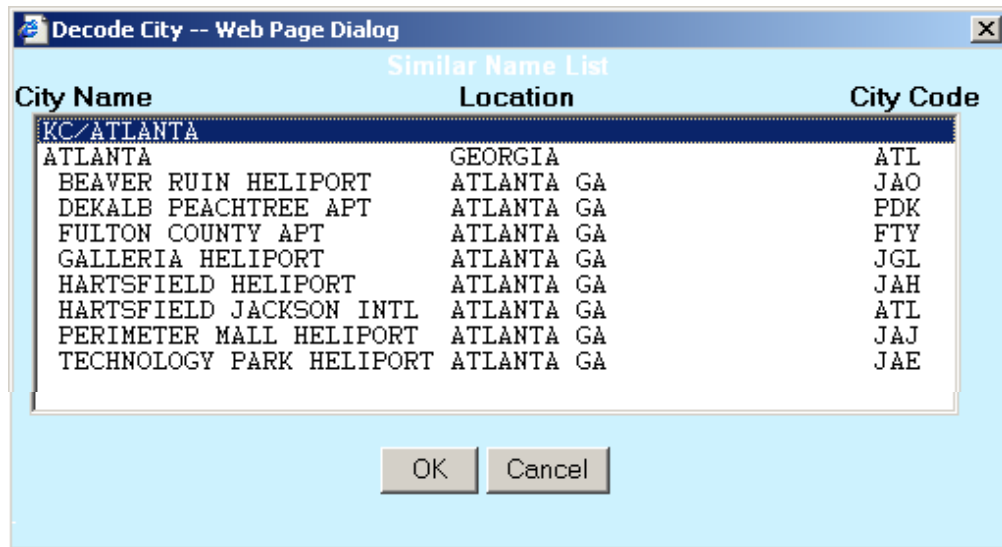 Decode City -- Web Page Dialog
Similar Name List
City Name Location City Code
KC/ATLANTA
ATLANTA GEORGIA ATL
BEAVER RUIN HELIPORT ATLANTA GA JAO
DEKALB PEACHTREE APT ATLANTA GA PDK
FULTON COUNTY APT ATLANTA GA FTY
GALLERIA HELIPORT ATLANTA GA JGL
HARTSFIELD HELIPORT ATLANTA GA JAH
HARTSFIELD JACKSON INTL ATLANTA GA ATL
PERIMETER MALL HELIPORT ATLANTA GA JAJ
TECHNOLOGY PARK HELIPORT ATLANTA GA JAE
OK Cancel